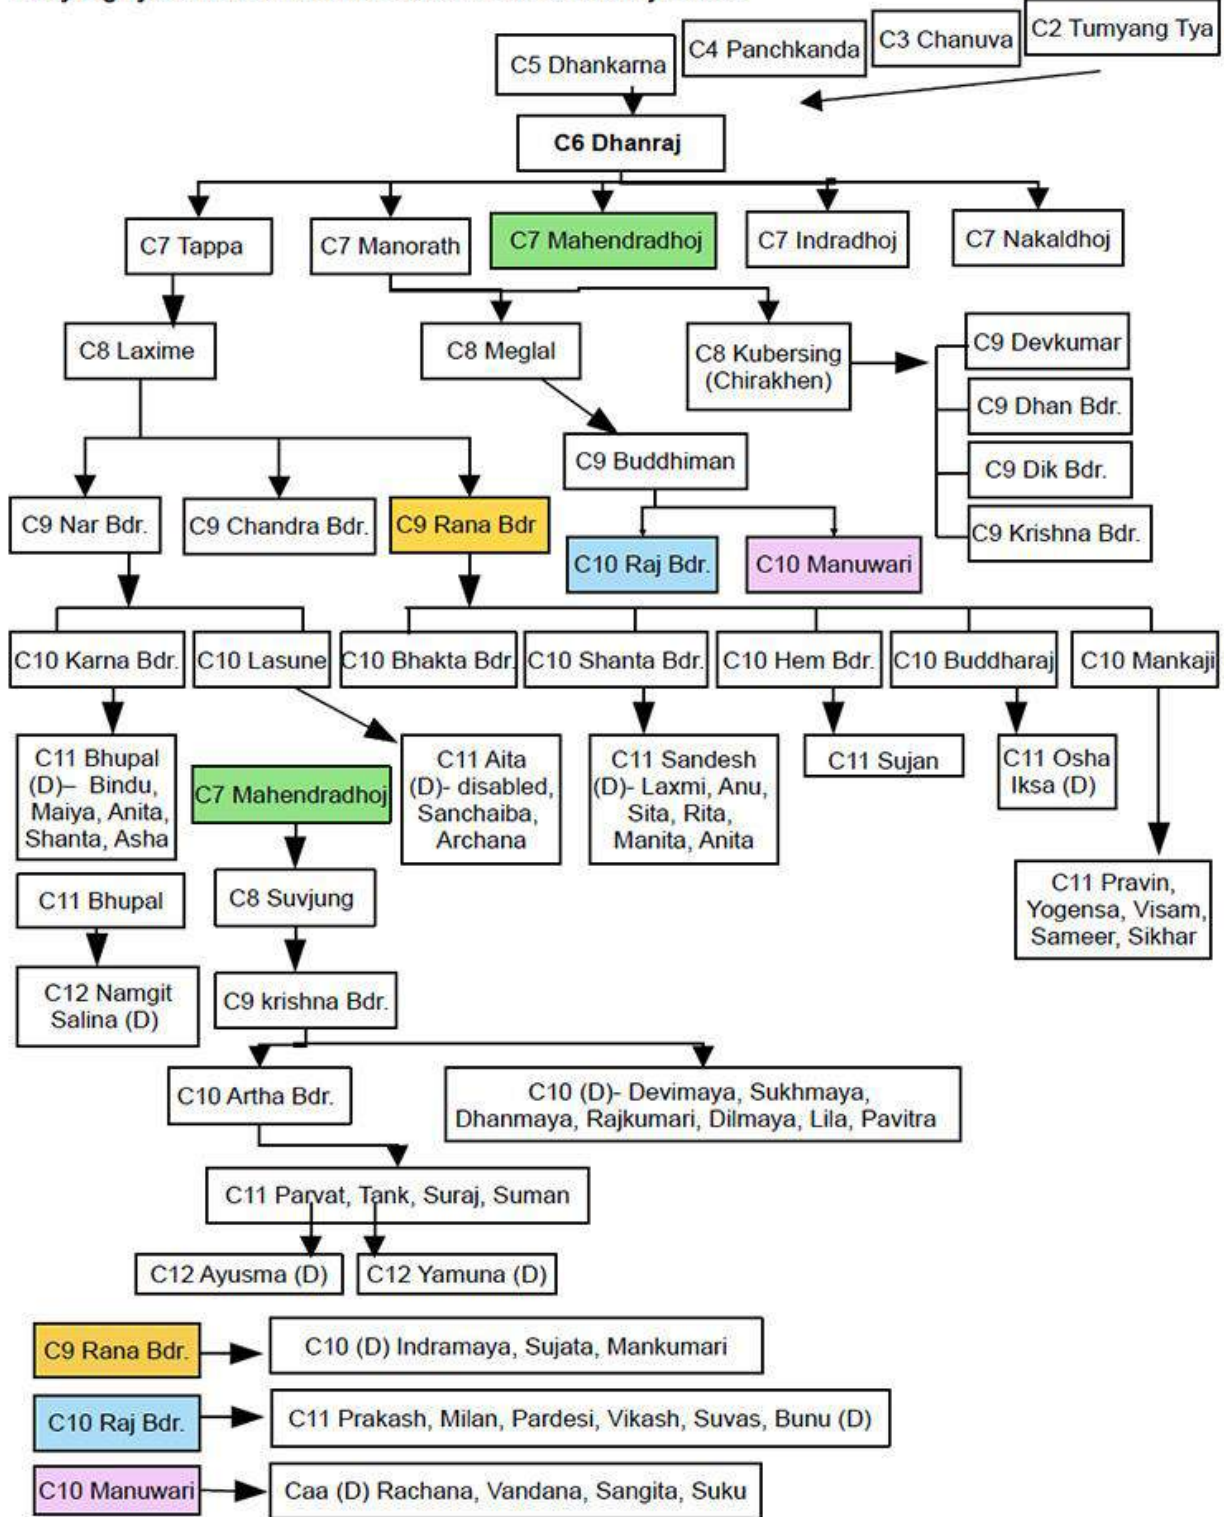 C5 Dhankarna
C4 Panchkanda
C3 Chanuva
C2 Tumyang Tya
C6 Dhanraj
C7 Tappa
C7 Manorath
C7 Mahendradhoj
C7 Indradhoj
C7 Nakaldhoj
C8 Laxime
C8 Meglal
C8 Kubersing
(Chirakhen)
C9 Devkumar
C9 Dhan Bdr.
C9 Dik Bdr.
C9 Krishna Bdr.
C9 Buddhiman
C9 Nar Bdr.
C9 Chandra Bdr.
C9 Rana Bdr
C10 Raj Bdr.
C10 Manuwari
C10 Karna Bdr.
C10 Lasune
C10 Bhakta Bdr.
C10 Shanta Bdr.
C10 Hem Bdr.
C10 Buddharaj
C10 Mankaji
C11 Bhupal
(D)– Bindu,
Maiya, Anita,
Shanta, Asha
C7 Mahendradhoj
C11 Aita
(D)- disabled,
Sanchaiba,
Archana
C11 Sandesh
(D)- Laxmi, Anu,
Sita, Rita,
Manita, Anita
C11 Sujan
C11 Osha
Iksa (D)
C11 Pravin,
Yogensa, Visam,
Sameer, Sikhar
C11 Bhupal
C8 Suvjung
C12 Namgit
Salina (D)
C9 krishna Bdr.
C10 Artha Bdr.
C10 (D)- Devimaya, Sukhmaya,
Dhanmaya, Rajkumari, Dilmaya, Lila, Pavitra
C11 Parvat, Tank, Suraj, Suman
C12 Ayusma (D)
C12 Yamuna (D)
C9 Rana Bdr.
C10 (D) Indramaya, Sujata, Mankumari
C10 Raj Bdr.
C11 Prakash, Milan, Pardesi, Vikash, Suvas, Bunu (D)
C10 Manuwari
Caa (D) Rachana, Vandana, Sangita, Suku